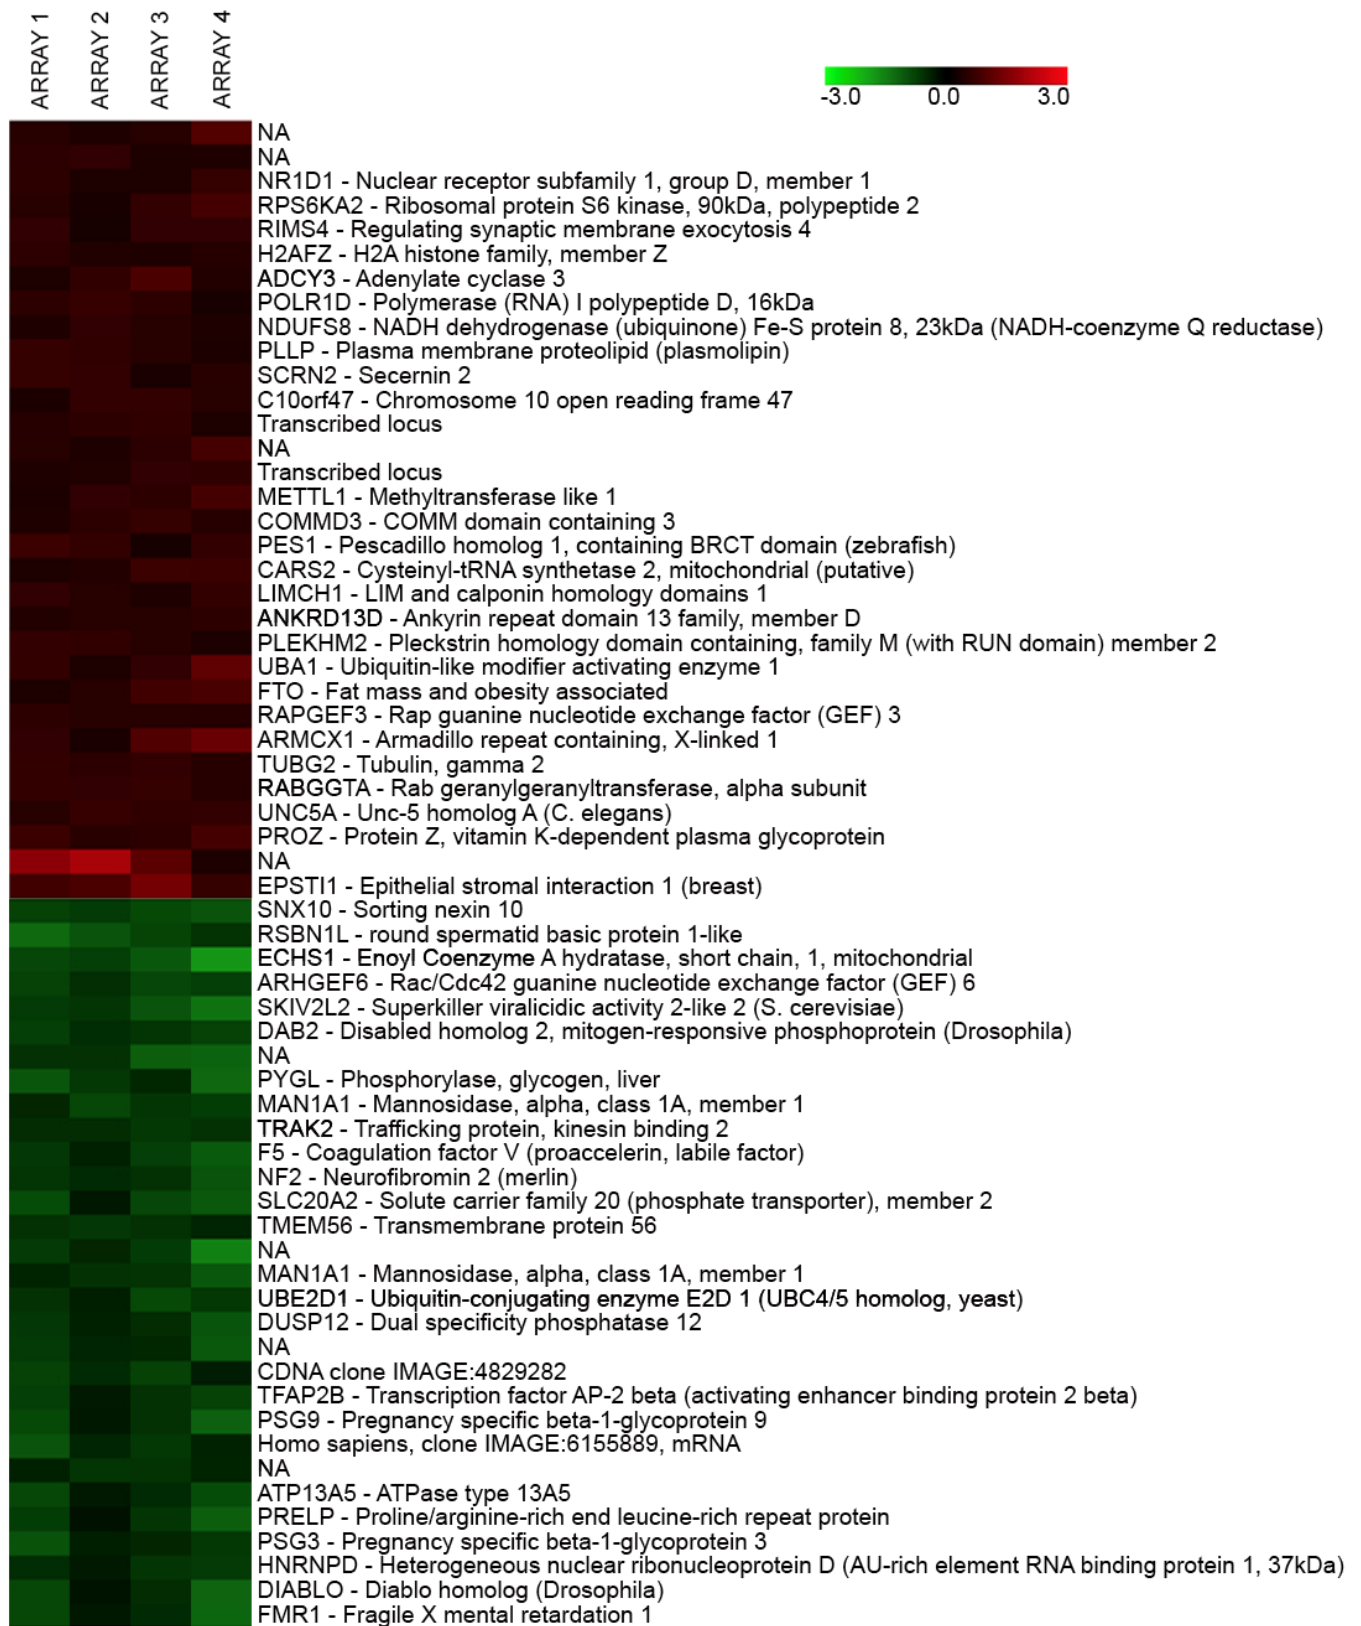 ARRAY 1
ARRAY 2
ARRAY 3
ARRAY 4
-3.0 0.0 3.0
NA
NA
NR1D1 - Nuclear receptor subfamily 1, group D, member 1
RPS6KA2 - Ribosomal protein S6 kinase, 90kDa, polypeptide 2
RIMS4 - Regulating synaptic membrane exocytosis 4
H2AFZ - H2A histone family, member Z
ADCY3 - Adenylate cyclase 3
POLR1D - Polymerase (RNA) I polypeptide D, 16kDa
NDUFS8 - NADH dehydrogenase (ubiquinone) Fe-S protein 8, 23kDa (NADH-coenzyme Q reductase)
PLLP - Plasma membrane proteolipid (plasmolipin)
SCRN2 - Secernin 2
C10orf47 - Chromosome 10 open reading frame 47
Transcribed locus
NA
Transcribed locus
METTL1 - Methyltransferase like 1
COMMD3 - COMM domain containing 3
PES1 - Pescadillo homolog 1, containing BRCT domain (zebrafish)
CARS2 - Cysteinyl-tRNA synthetase 2, mitochondrial (putative)
LIMCH1 - LIM and calponin homology domains 1
ANKRD13D - Ankyrin repeat domain 13 family, member D
PLEKHM2 - Pleckstrin homology domain containing, family M (with RUN domain) member 2
UBA1 - Ubiquitin-like modifier activating enzyme 1
FTO - Fat mass and obesity associated
RAPGEF3 - Rap guanine nucleotide exchange factor (GEF) 3
ARMCX1 - Armadillo repeat containing, X-linked 1
TUBG2 - Tubulin, gamma 2
RABGGTA - Rab geranylgeranyltransferase, alpha subunit
UNC5A - Unc-5 homolog A (C. elegans)
PROZ - Protein Z, vitamin K-dependent plasma glycoprotein
NA
EPSTI1 - Epithelial stromal interaction 1 (breast)
SNX10 - Sorting nexin 10
RSBN1L - round spermatid basic protein 1-like
ECHS1 - Enoyl Coenzyme A hydratase, short chain, 1, mitochondrial
ARHGEF6 - Rac/Cdc42 guanine nucleotide exchange factor (GEF) 6
SKIV2L2 - Superkiller viralicidic activity 2-like 2 (S. cerevisiae)
DAB2 - Disabled homolog 2, mitogen-responsive phosphoprotein (Drosophila)
NA
PYGL - Phosphorylase, glycogen, liver
MAN1A1 - Mannosidase, alpha, class 1A, member 1
TRAK2 - Trafficking protein, kinesin binding 2
F5 - Coagulation factor V (proaccelerin, labile factor)
NF2 - Neurofibromin 2 (merlin)
SLC20A2 - Solute carrier family 20 (phosphate transporter), member 2
TMEM56 - Transmembrane protein 56
NA
MAN1A1 - Mannosidase, alpha, class 1A, member 1
UBE2D1 - Ubiquitin-conjugating enzyme E2D 1 (UBC4/5 homolog, yeast)
DUSP12 - Dual specificity phosphatase 12
NA
CDNA clone IMAGE:4829282
TFAP2B - Transcription factor AP-2 beta (activating enhancer binding protein 2 beta)
PSG9 - Pregnancy specific beta-1-glycoprotein 9
Homo sapiens, clone IMAGE:6155889, mRNA
NA
ATP13A5 - ATPase type 13A5
PRELP - Proline/arginine-rich end leucine-rich repeat protein
PSG3 - Pregnancy specific beta-1-glycoprotein 3
HNRNPD - Heterogeneous nuclear ribonucleoprotein D (AU-rich element RNA binding protein 1, 37kDa)
DIABLO - Diablo homolog (Drosophila)
FMR1 - Fragile X mental retardation 1